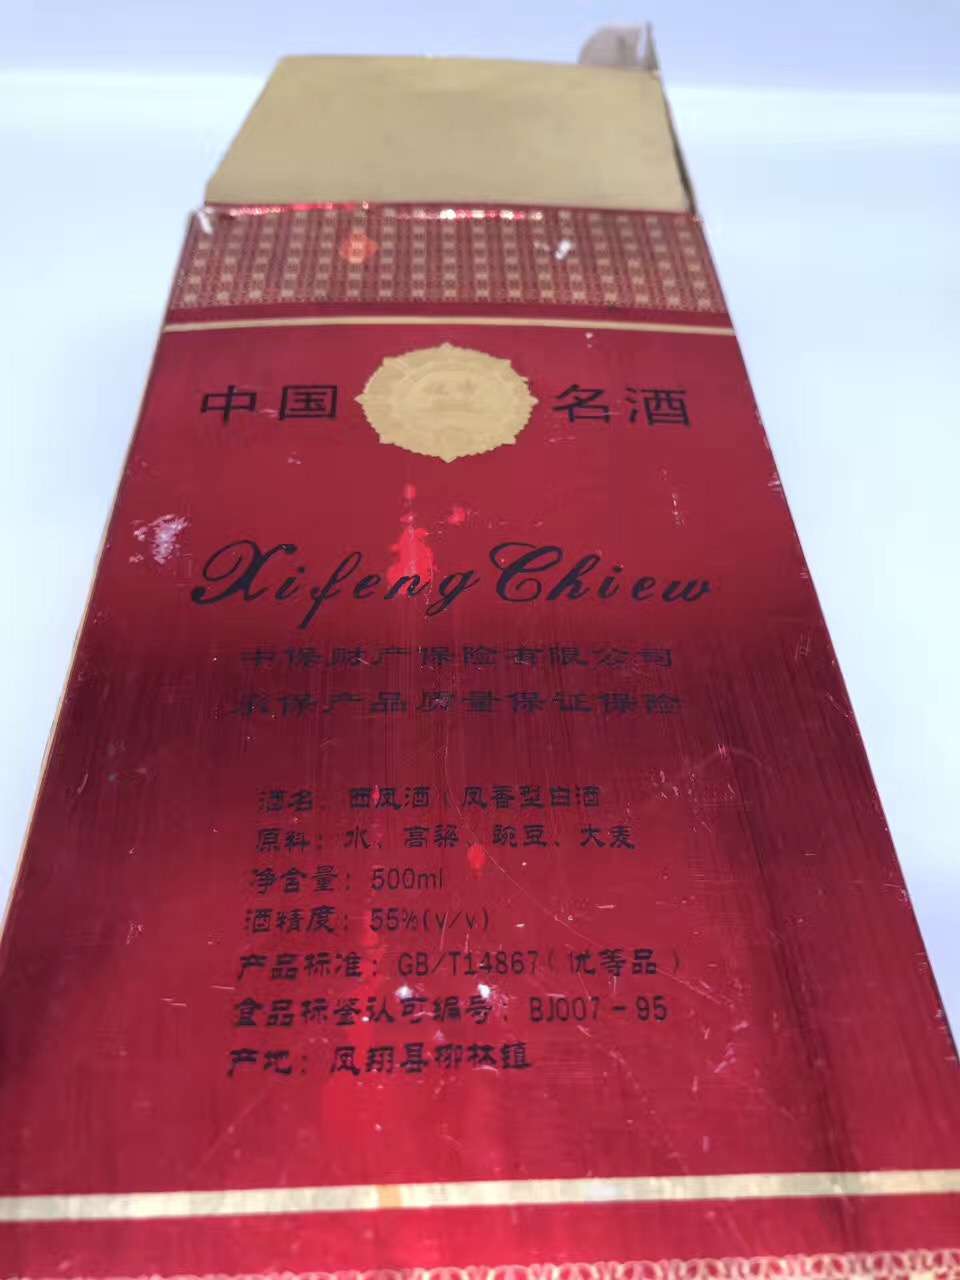 中国 名酒
Xifeng Chiew
中保财产保险有限公司
承保产品质量保证保险
酒名：西凤酒（凤香型白酒
原料：水、高粱、豌豆、大麦
净含量：500ml
酒精度：55%(v/v)
产品标准：GB/T14867（优等品）
食品标签认可编号：BJ007-95
产地：凤翔县柳林镇